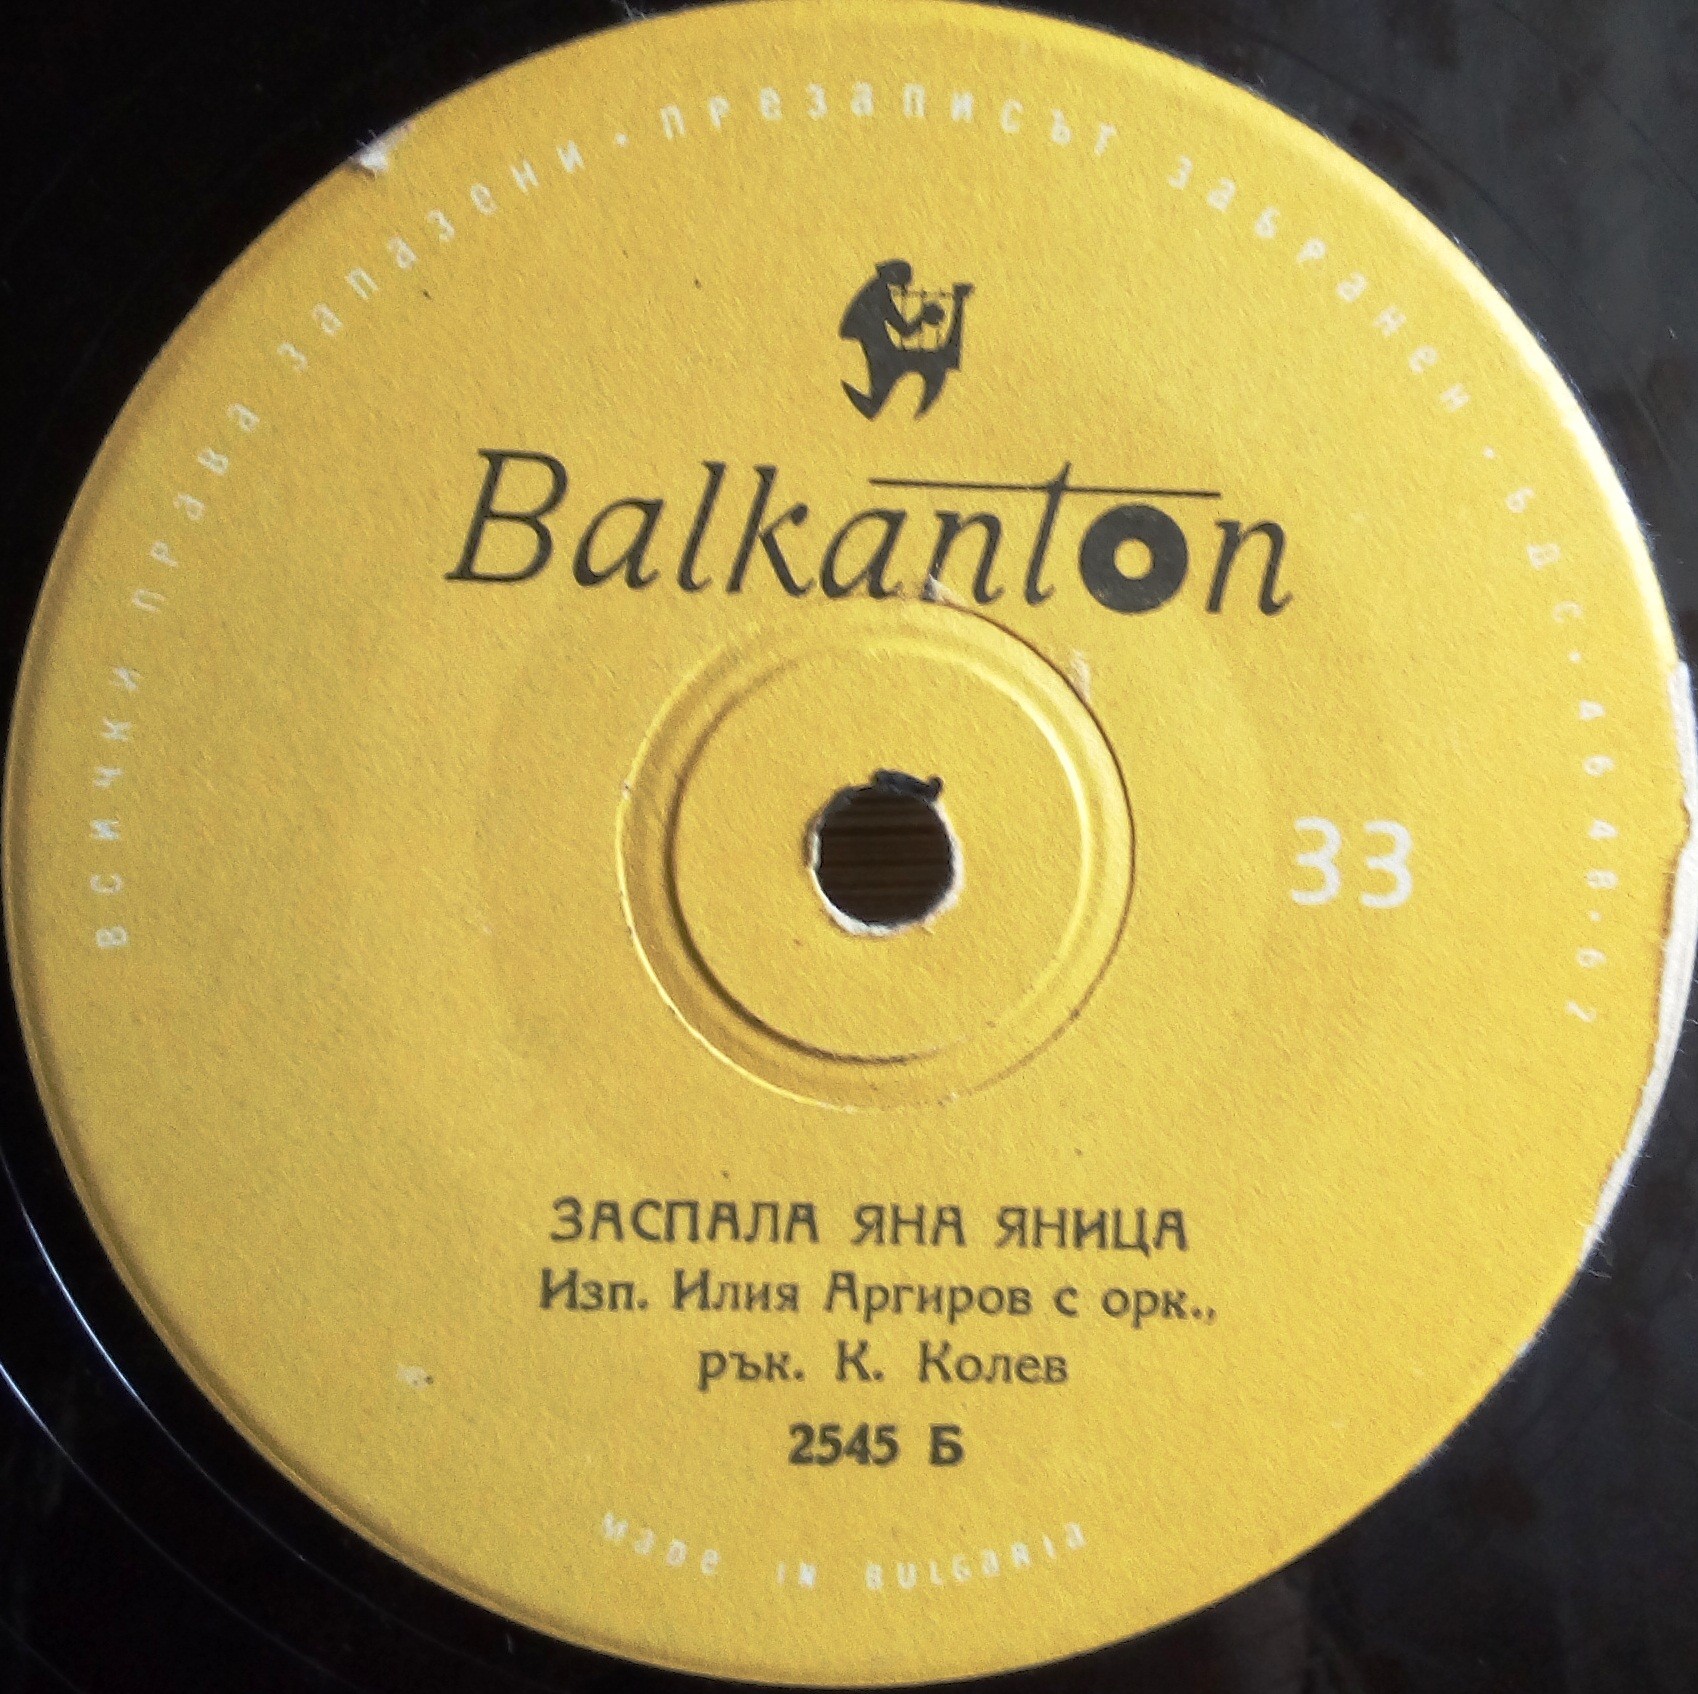 всички права запазени · презаписът забранен · БДС · 4648 · 62
Balkanton
33
ЗАСПАЛА ЯНА ЯНИЦА
Изп. Илия Аргиров с орк.,
рък. К. Колев
2545 Б
made in Bulgaria